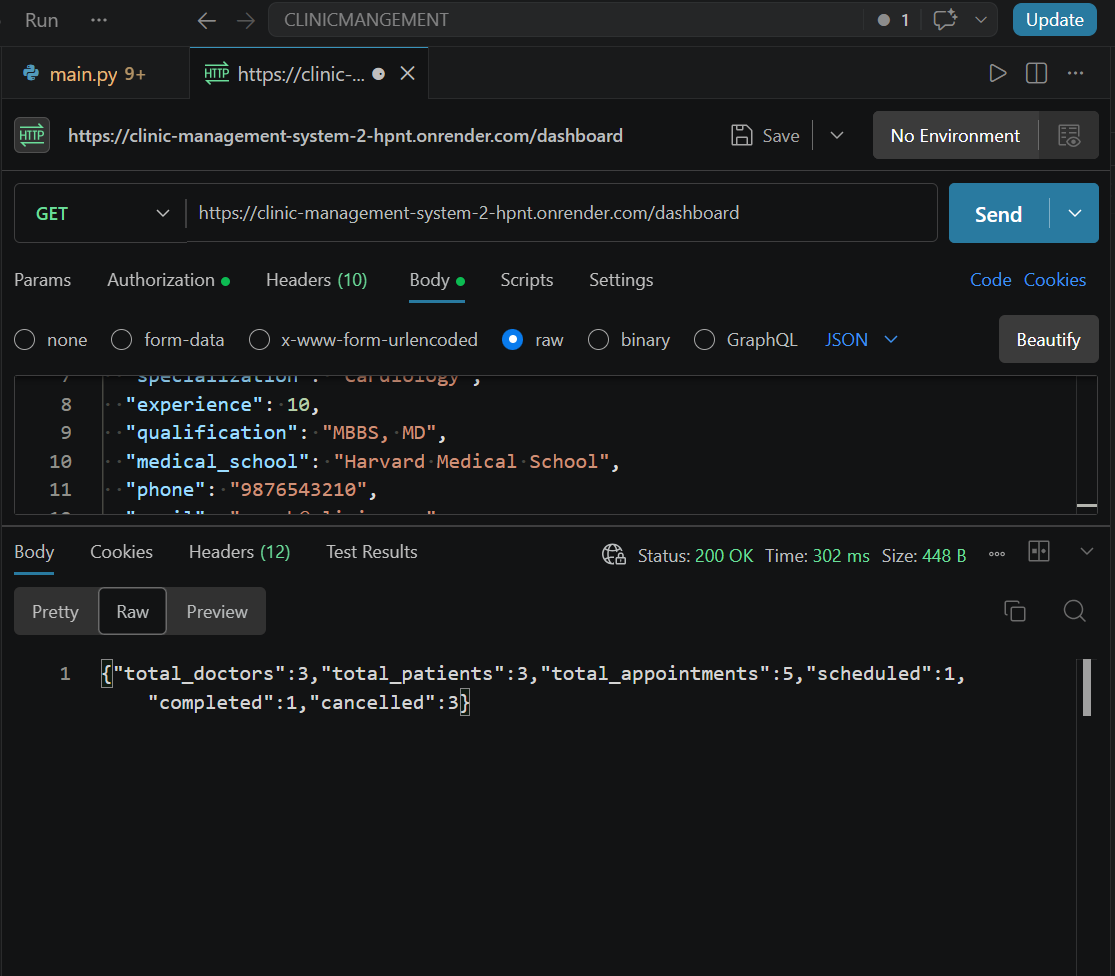 Run ··· CLINICMANGEMENT 1 Update
main.py 9+ HTTP https://clinic-...
HTTP https://clinic-management-system-2-hpnt.onrender.com/dashboard Save No Environment
GET https://clinic-management-system-2-hpnt.onrender.com/dashboard Send
Params Authorization Headers (10) Body Scripts Settings Code Cookies
none form-data x-www-form-urlencoded raw binary GraphQL JSON Beautify
7 "specialization": "Cardiology",
8 "experience": 10,
9 "qualification": "MBBS, MD",
10 "medical_school": "Harvard Medical School",
11 "phone": "9876543210",
Body Cookies Headers (12) Test Results Status: 200 OK Time: 302 ms Size: 448 B
Pretty Raw Preview
1 {"total_doctors":3,"total_patients":3,"total_appointments":5,"scheduled":1,
"completed":1,"cancelled":3}